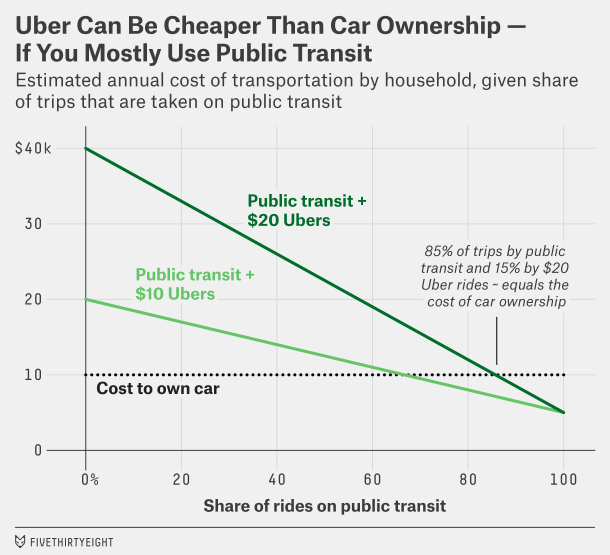 Uber Can Be Cheaper Than Car Ownership —
If You Mostly Use Public Transit
Estimated annual cost of transportation by household, given share
of trips that are taken on public transit
$40k
30
20
10
0
Public transit +
$20 Ubers
Public transit +
$10 Ubers
85% of trips by public
transit and 15% by $20
Uber rides ~ equals the
cost of car ownership
Cost to own car
0% 20 40 60 80 100
Share of rides on public transit
FIVETHIRTYEIGHT